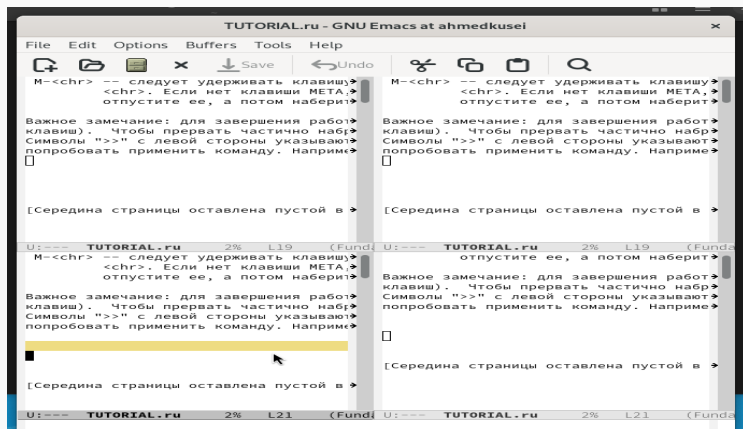 TUTORIAL.ru - GNU Emacs at ahmedkusei
File Edit Options Buffers Tools Help
Save Undo
M-<chr> -- следует удерживать клавишу
<chr>. Если нет клавиши META,
отпустите ее, а потом наберит
Важное замечание: для завершения работ
клавиш). Чтобы прервать частично набр
Символы ">>" с левой стороны указывают
попробовать применить команду. Наприме
[Середина страницы оставлена пустой в
U:--- TUTORIAL.ru 2% L19 (Funda
M-<chr> -- следует удерживать клавишу
<chr>. Если нет клавиши META,
отпустите ее, а потом наберит
Важное замечание: для завершения работ
клавиш). Чтобы прервать частично набр
Символы ">>" с левой стороны указывают
попробовать применить команду. Наприме
[Середина страницы оставлена пустой в
U:--- TUTORIAL.ru 2% L19 (Funda
M-<chr> -- следует удерживать клавишу
<chr>. Если нет клавиши META,
отпустите ее, а потом наберит
Важное замечание: для завершения работ
клавиш). Чтобы прервать частично набр
Символы ">>" с левой стороны указывают
попробовать применить команду. Наприме
[Середина страницы оставлена пустой в
U:--- TUTORIAL.ru 2% L21 (Funda
отпустите ее, а потом наберит
Важное замечание: для завершения работ
клавиш). Чтобы прервать частично набр
Символы ">>" с левой стороны указывают
попробовать применить команду. Наприме
[Середина страницы оставлена пустой в
U:--- TUTORIAL.ru 2% L21 (Funda